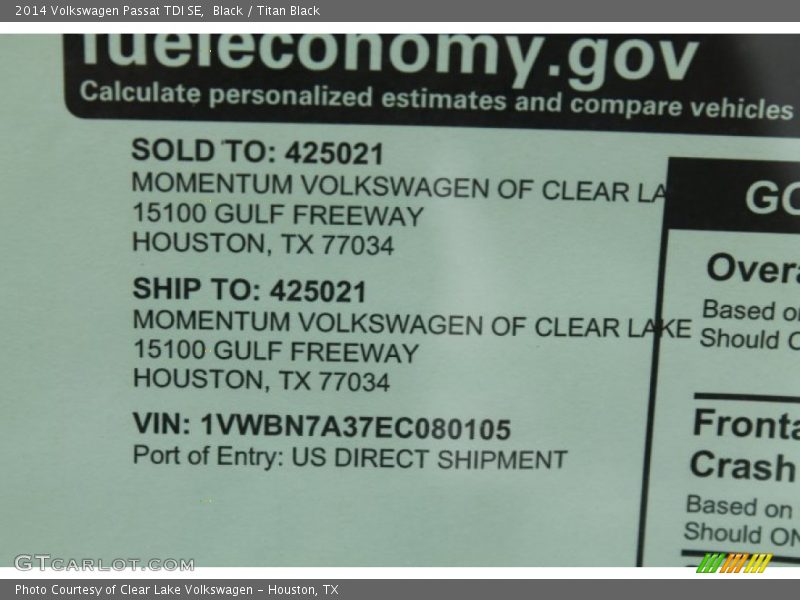 2014 Volkswagen Passat TDI SE,  Black / Titan Black
fueleconomy.gov
Calculate personalized estimates and compare vehicles
SOLD TO: 425021
MOMENTUM VOLKSWAGEN OF CLEAR LA
15100 GULF FREEWAY
HOUSTON, TX 77034
SHIP TO: 425021
MOMENTUM VOLKSWAGEN OF CLEAR LAKE
15100 GULF FREEWAY
HOUSTON, TX 77034
VIN: 1VWBN7A37EC080105
Port of Entry: US DIRECT SHIPMENT
GO
Overa
Based o
Should O
Fronta
Crash
Based on
Should ON
GTCARLOT.COM
Photo Courtesy of Clear Lake Volkswagen – Houston, TX